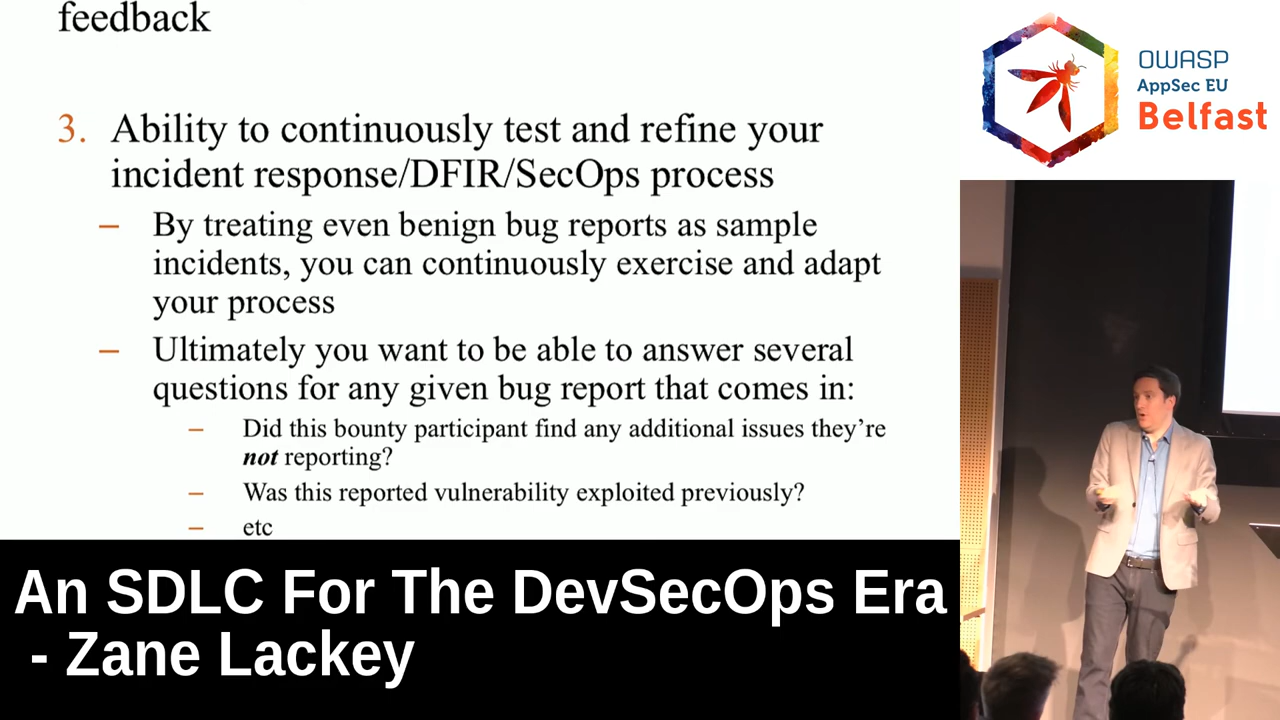 feedback
3. Ability to continuously test and refine your
incident response/DFIR/SecOps process
– By treating even benign bug reports as sample
incidents, you can continuously exercise and adapt
your process
– Ultimately you want to be able to answer several
questions for any given bug report that comes in:
– Did this bounty participant find any additional issues they’re
not reporting?
– Was this reported vulnerability exploited previously?
– etc
OWASP
AppSec EU
Belfast
An SDLC For The DevSecOps Era
- Zane Lackey